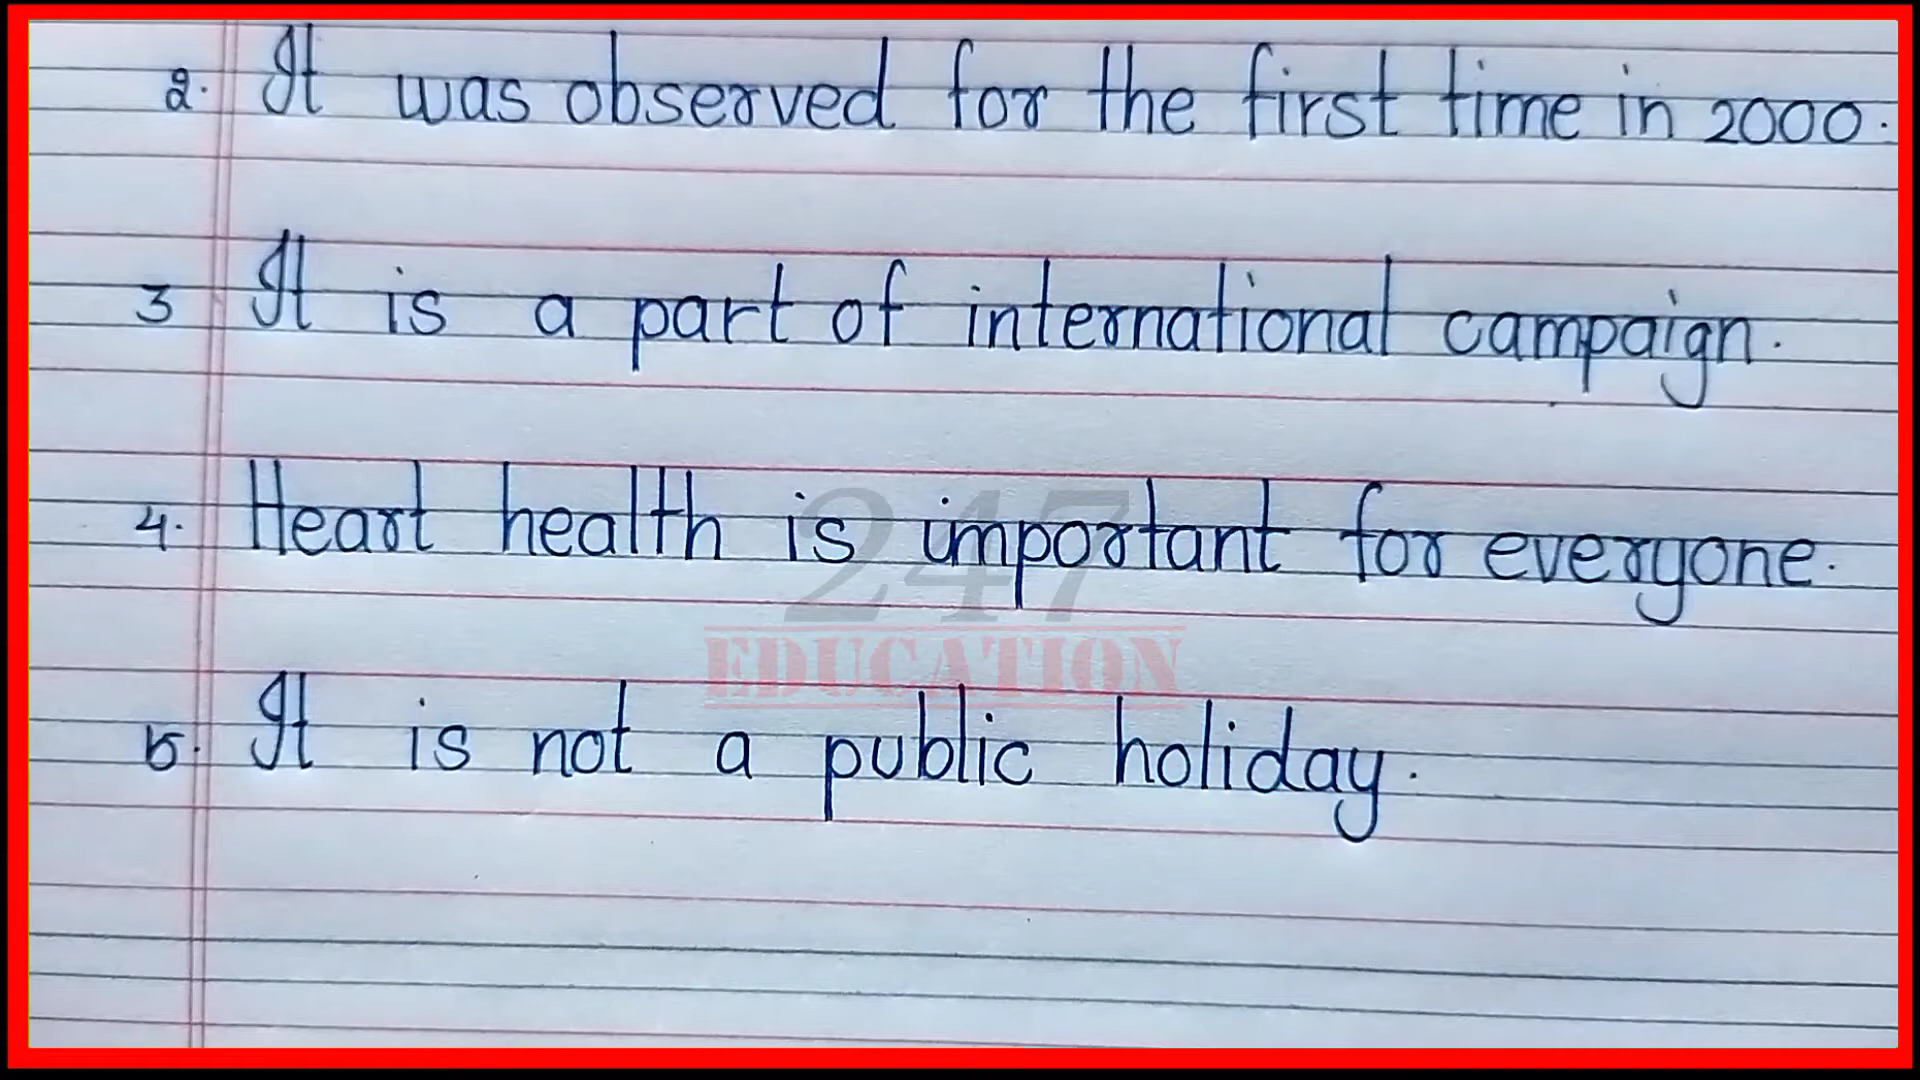 2. It was observed for the first time in 2000.
3 It is a part of international campaign.
4. Heart health is important for everyone.
247
EDUCATION
5. It is not a public holiday.